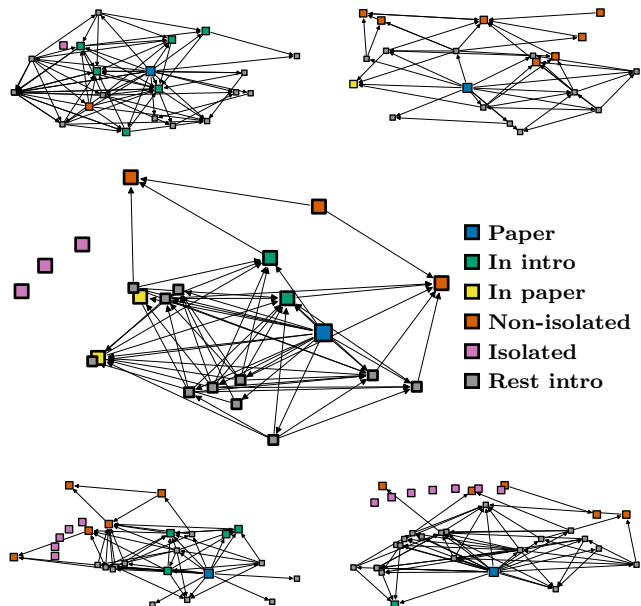 Paper
In intro
In paper
Non-isolated
Isolated
Rest intro